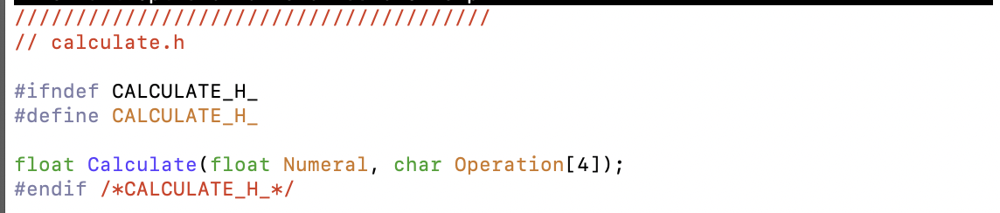 ///////////////////////////////////////
// calculate.h
#ifndef CALCULATE_H_
#define CALCULATE_H_
float Calculate(float Numeral, char Operation[4]);
#endif /*CALCULATE_H_*/